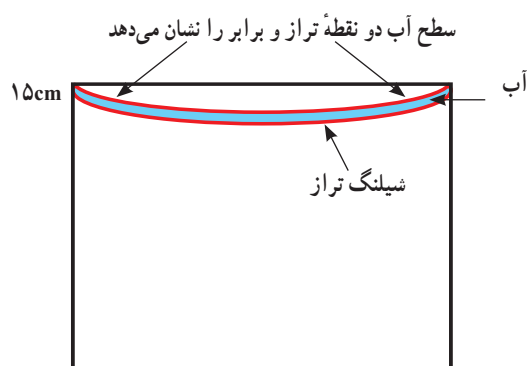 سطح آب دو نقطهٔ تراز و برابر را نشان می‌دهد
آب
۱۵cm
شیلنگ تراز